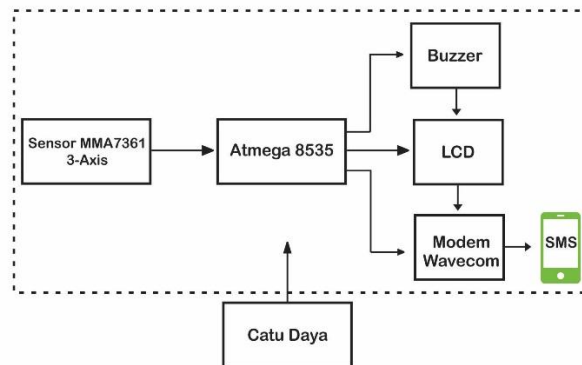 Buzzer
Sensor MMA7361
3-Axis
Atmega 8535
LCD
Modem
Wavecom
SMS
Catu Daya